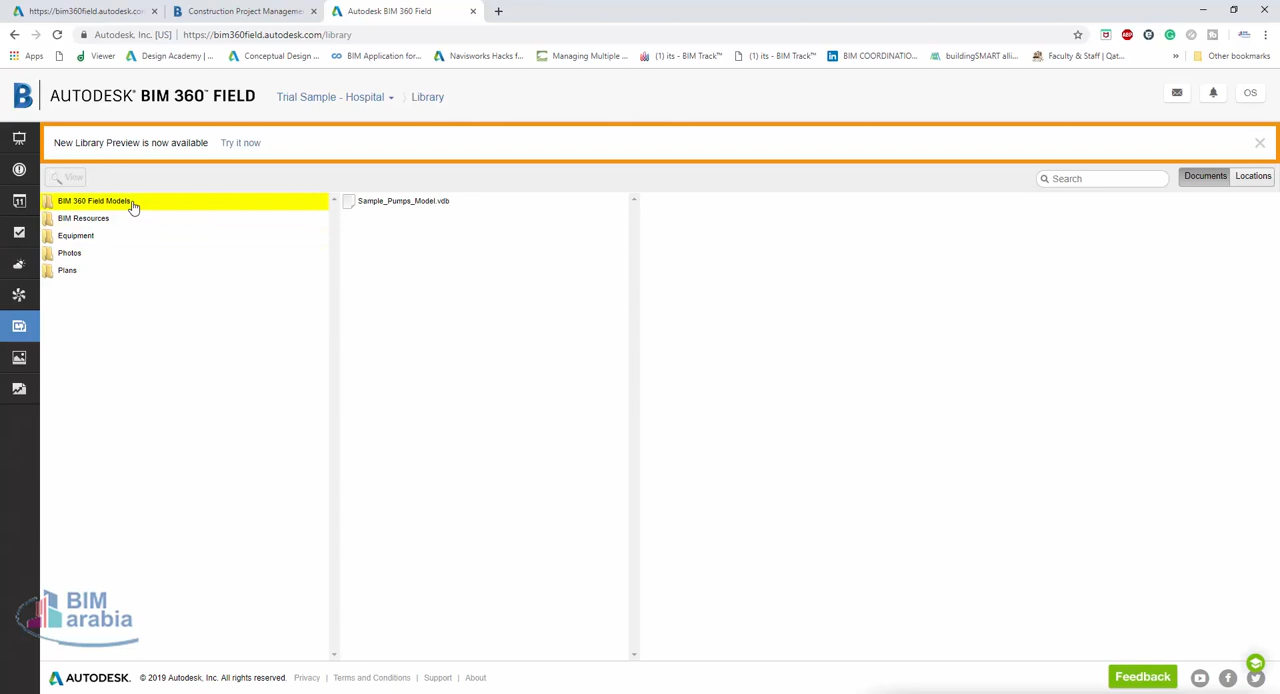 https://bim360field.autodesk.co
Construction Project Manageme
Autodesk BIM 360 Field
Autodesk, Inc. [US]
https://bim360field.autodesk.com/library
Apps
Viewer
Design Academy | ...
Conceptual Design ...
BIM Application for...
Navisworks Hacks f...
Managing Multiple ...
(1) its - BIM Track™
(1) its - BIM Track™
BIM COORDINATIO...
buildingSMART alli...
Faculty & Staff | Qat...
»
Other bookmarks
AUTODESK® BIM 360™ FIELD
Trial Sample - Hospital
Library
OS
New Library Preview is now available
Try it now
View
Search
Documents
Locations
BIM 360 Field Models
BIM Resources
Equipment
Photos
Plans
Sample_Pumps_Model.vdb
11
BIM
arabia
AUTODESK.
© 2019 Autodesk, Inc. All rights reserved.
Privacy
Terms and Conditions
Support
About
Feedback